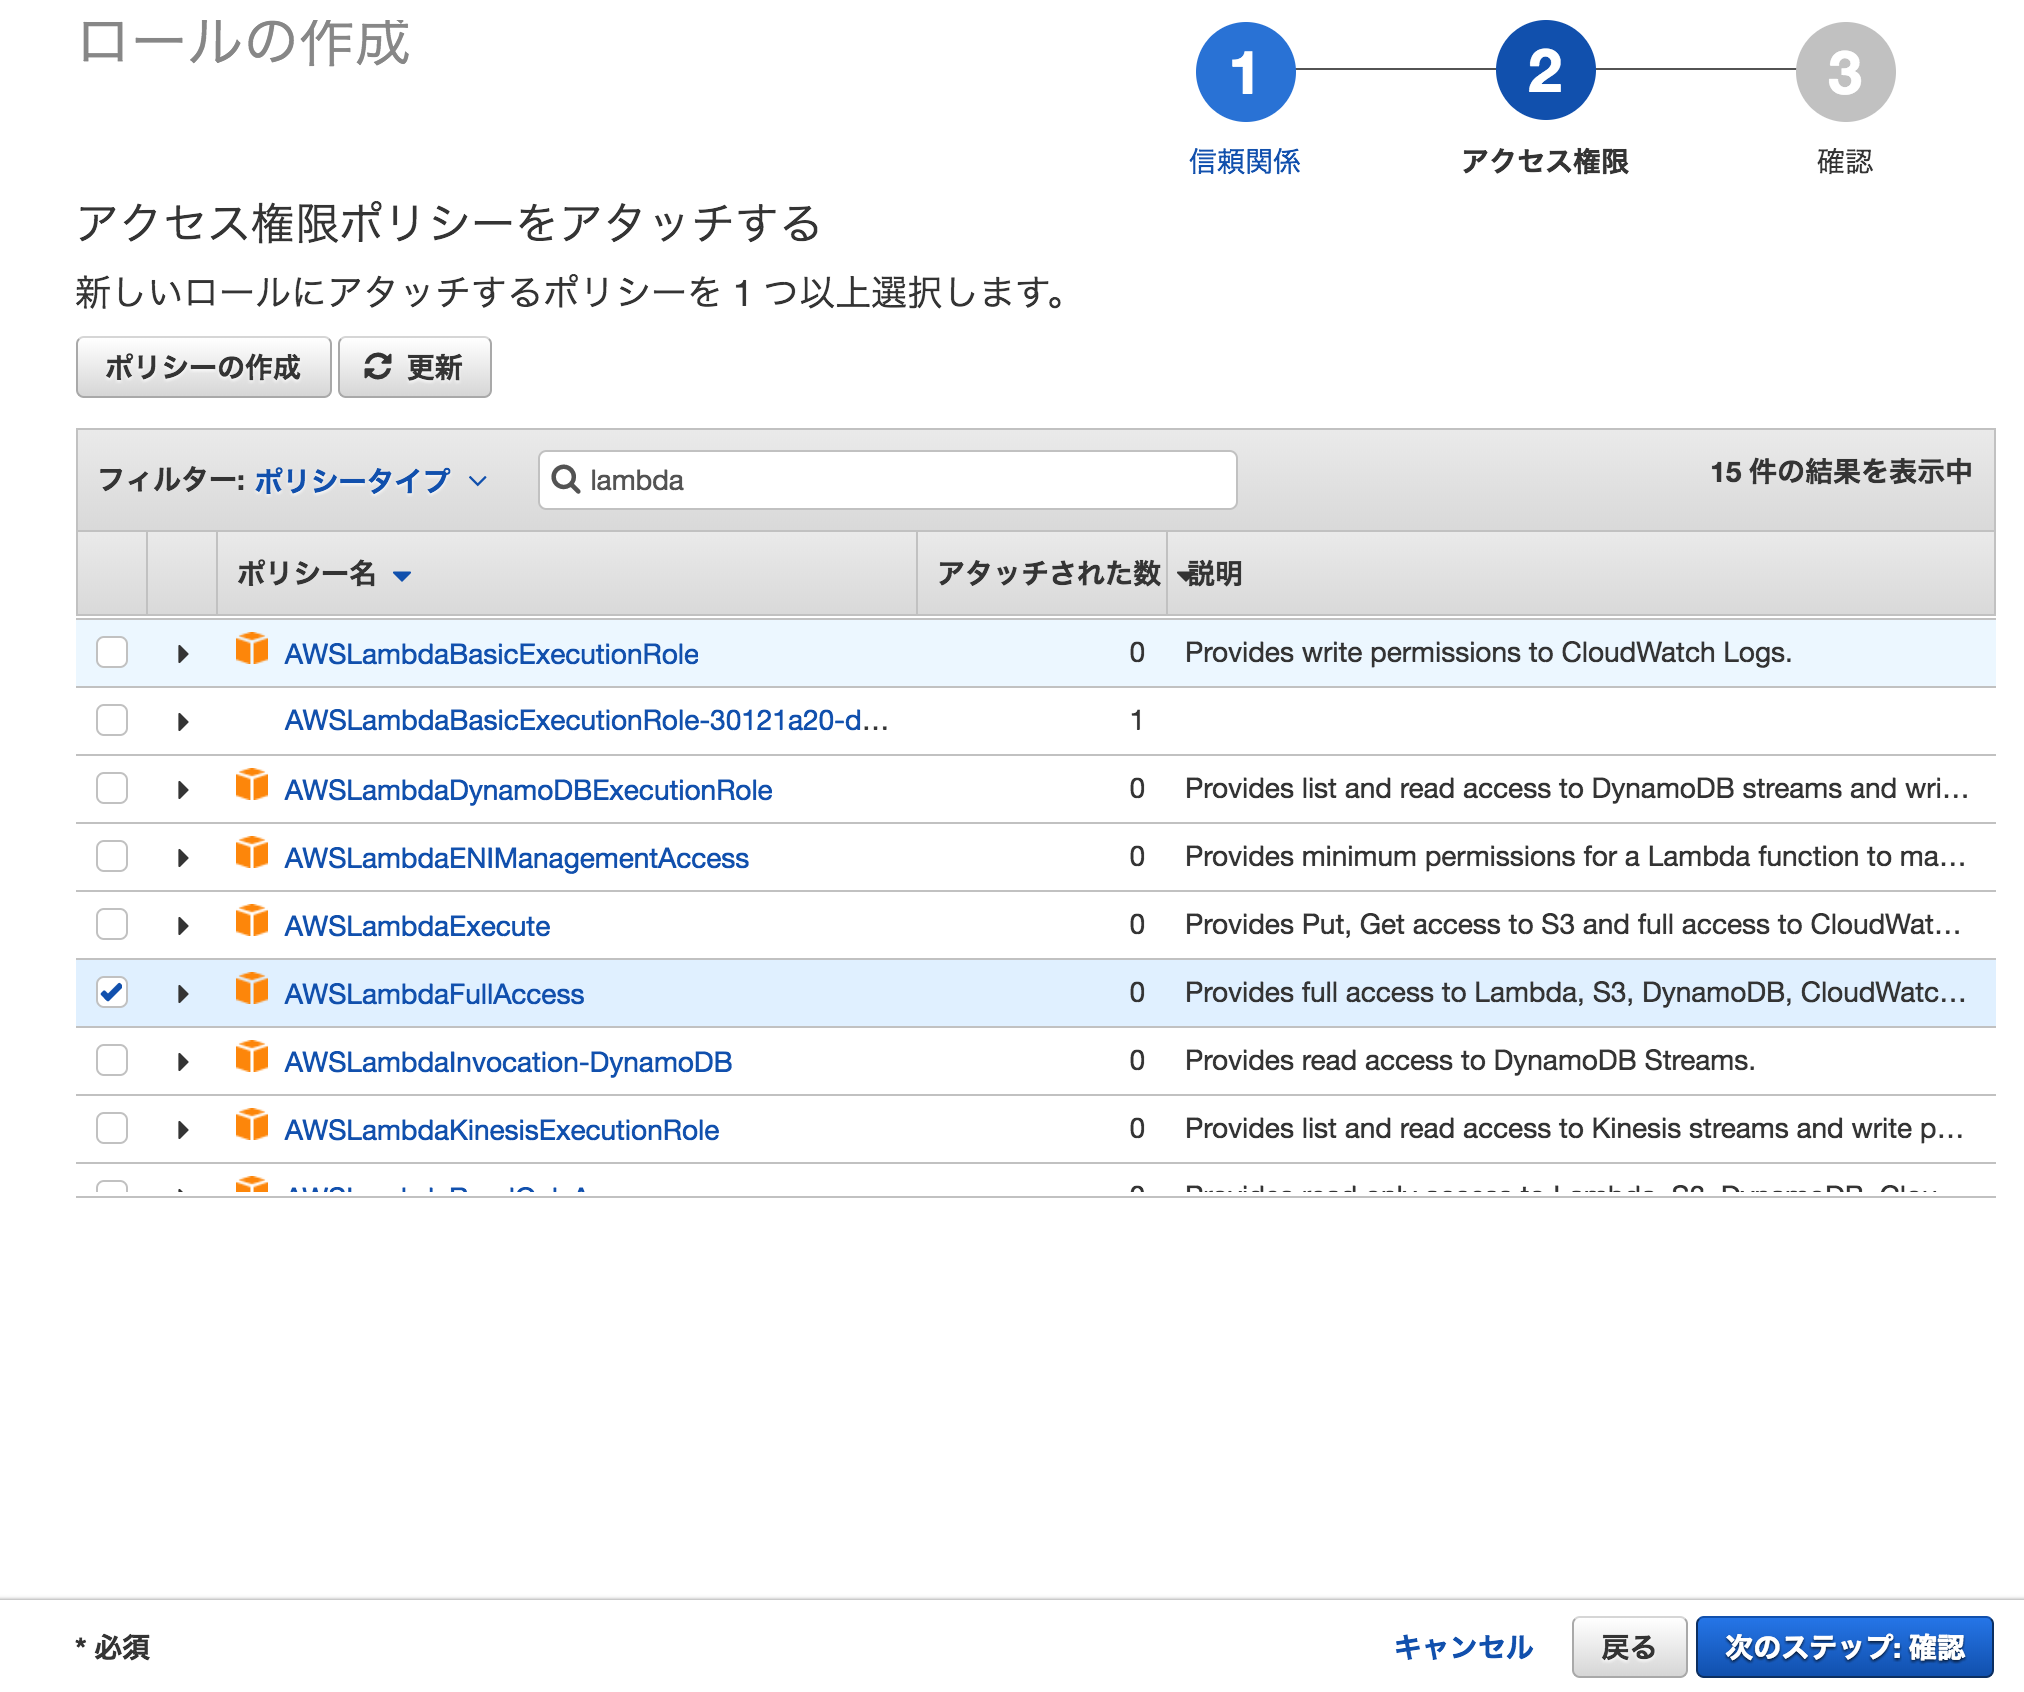 ロールの作成
1
2
3
信頼関係
アクセス権限
確認
アクセス権限ポリシーをアタッチする
新しいロールにアタッチするポリシーを 1 つ以上選択します。
ポリシーの作成
更新
フィルター: ポリシータイプ
lambda
15 件の結果を表示中
ポリシー名 アタッチされた数 説明
AWSLambdaBasicExecutionRole 0 Provides write permissions to CloudWatch Logs.
AWSLambdaBasicExecutionRole-30121a20-d... 1
AWSLambdaDynamoDBExecutionRole 0 Provides list and read access to DynamoDB streams and wri...
AWSLambdaENIManagementAccess 0 Provides minimum permissions for a Lambda function to ma...
AWSLambdaExecute 0 Provides Put, Get access to S3 and full access to CloudWat...
AWSLambdaFullAccess 0 Provides full access to Lambda, S3, DynamoDB, CloudWatc...
AWSLambdaInvocation-DynamoDB 0 Provides read access to DynamoDB Streams.
AWSLambdaKinesisExecutionRole 0 Provides list and read access to Kinesis streams and write p...
Provides read only access to Lambda, S3, DynamoDB, Clou...
* 必須
キャンセル
戻る
次のステップ: 確認